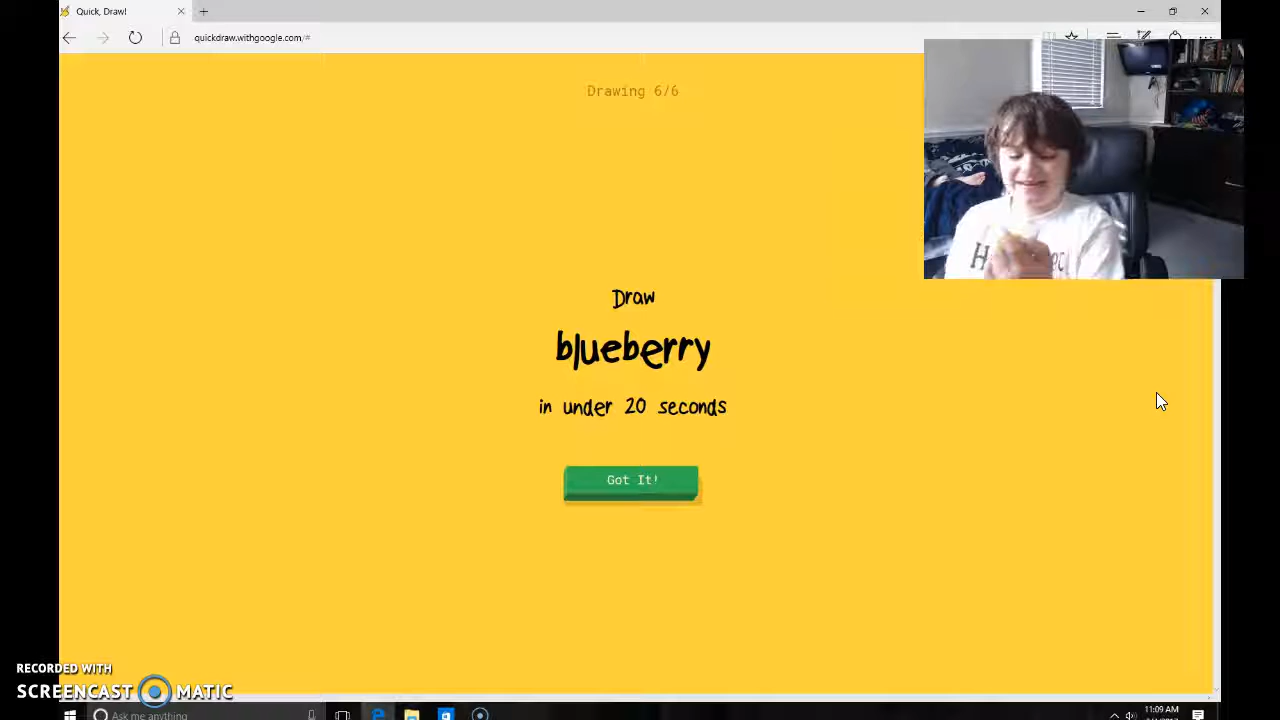 Quick, Draw!
quickdraw.withgoogle.com/#
Drawing 6/6
Draw
blueberry
in under 20 seconds
Got It!
RECORDED WITH
SCREENCAST MATIC
Ask me anything
11:09 AM